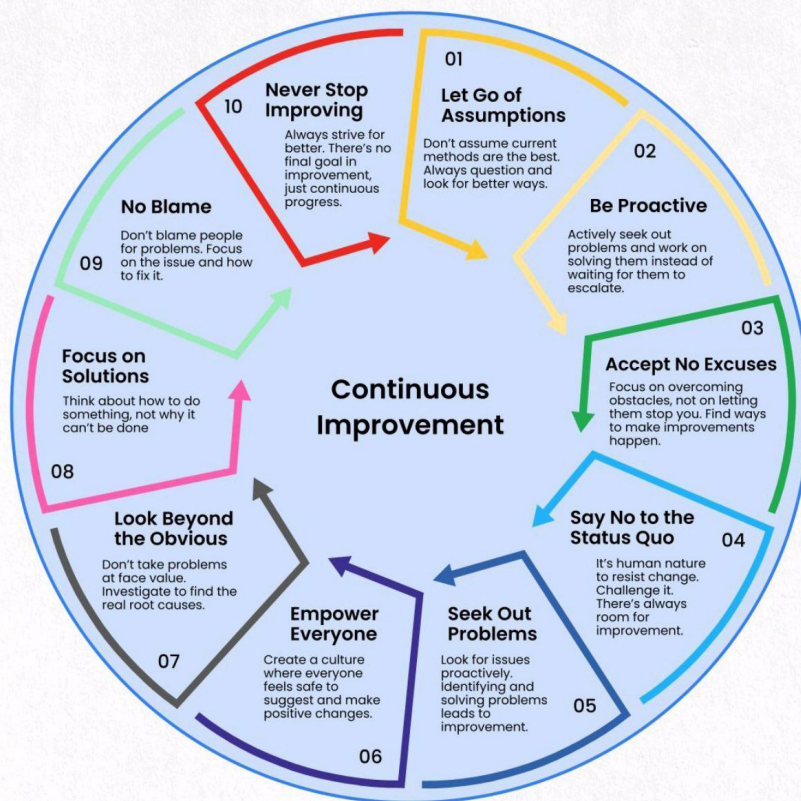 Continuous
Improvement
01
Let Go of
Assumptions
Don't assume current
methods are the best.
Always question and
look for better ways.
02
Be Proactive
Actively seek out
problems and work on
solving them instead of
waiting for them to
escalate.
03
Accept No Excuses
Focus on overcoming
obstacles, not on letting
them stop you. Find ways
to make improvements
happen.
04
Say No to the
Status Quo
It's human nature
to resist change.
Challenge it.
There's always
room for
improvement.
05
Seek Out
Problems
Look for issues
proactively.
Identifying and
solving problems
leads to
improvement.
06
Empower
Everyone
Create a culture
where everyone
feels safe to
suggest and make
positive changes.
07
Look Beyond
the Obvious
Don't take problems
at face value.
Investigate to find the
real root causes.
08
Focus on
Solutions
Think about how to do
something, not why it
can't be done
09
No Blame
Don't blame people
for problems. Focus
on the issue and how
to fix it.
10
Never Stop
Improving
Always strive for
better. There's no
final goal in
improvement,
just continuous
progress.